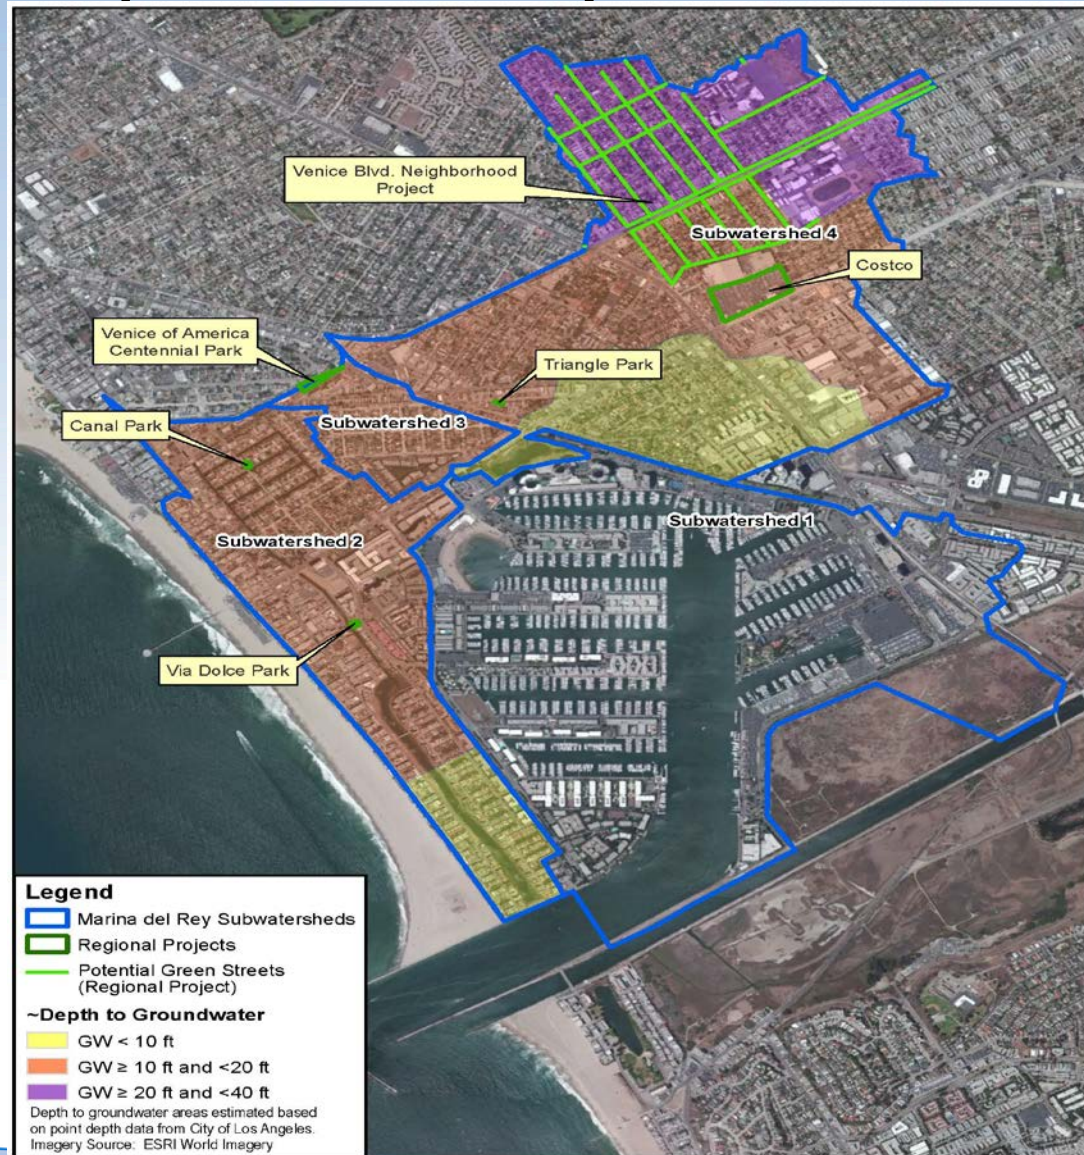 Venice Blvd. Neighborhood
Project
Subwatershed 4
Costco
Venice of America
Centennial Park
Triangle Park
Canal Park
Subwatershed 3
Subwatershed 1
Subwatershed 2
Via Dolce Park
Legend
Marina del Rey Subwatersheds
Regional Projects
Potential Green Streets
(Regional Project)
~Depth to Groundwater
GW < 10 ft
GW ≥ 10 ft and <20 ft
GW ≥ 20 ft and <40 ft
Depth to groundwater areas estimated based
on point depth data from City of Los Angeles.
Imagery Source: ESRI World Imagery